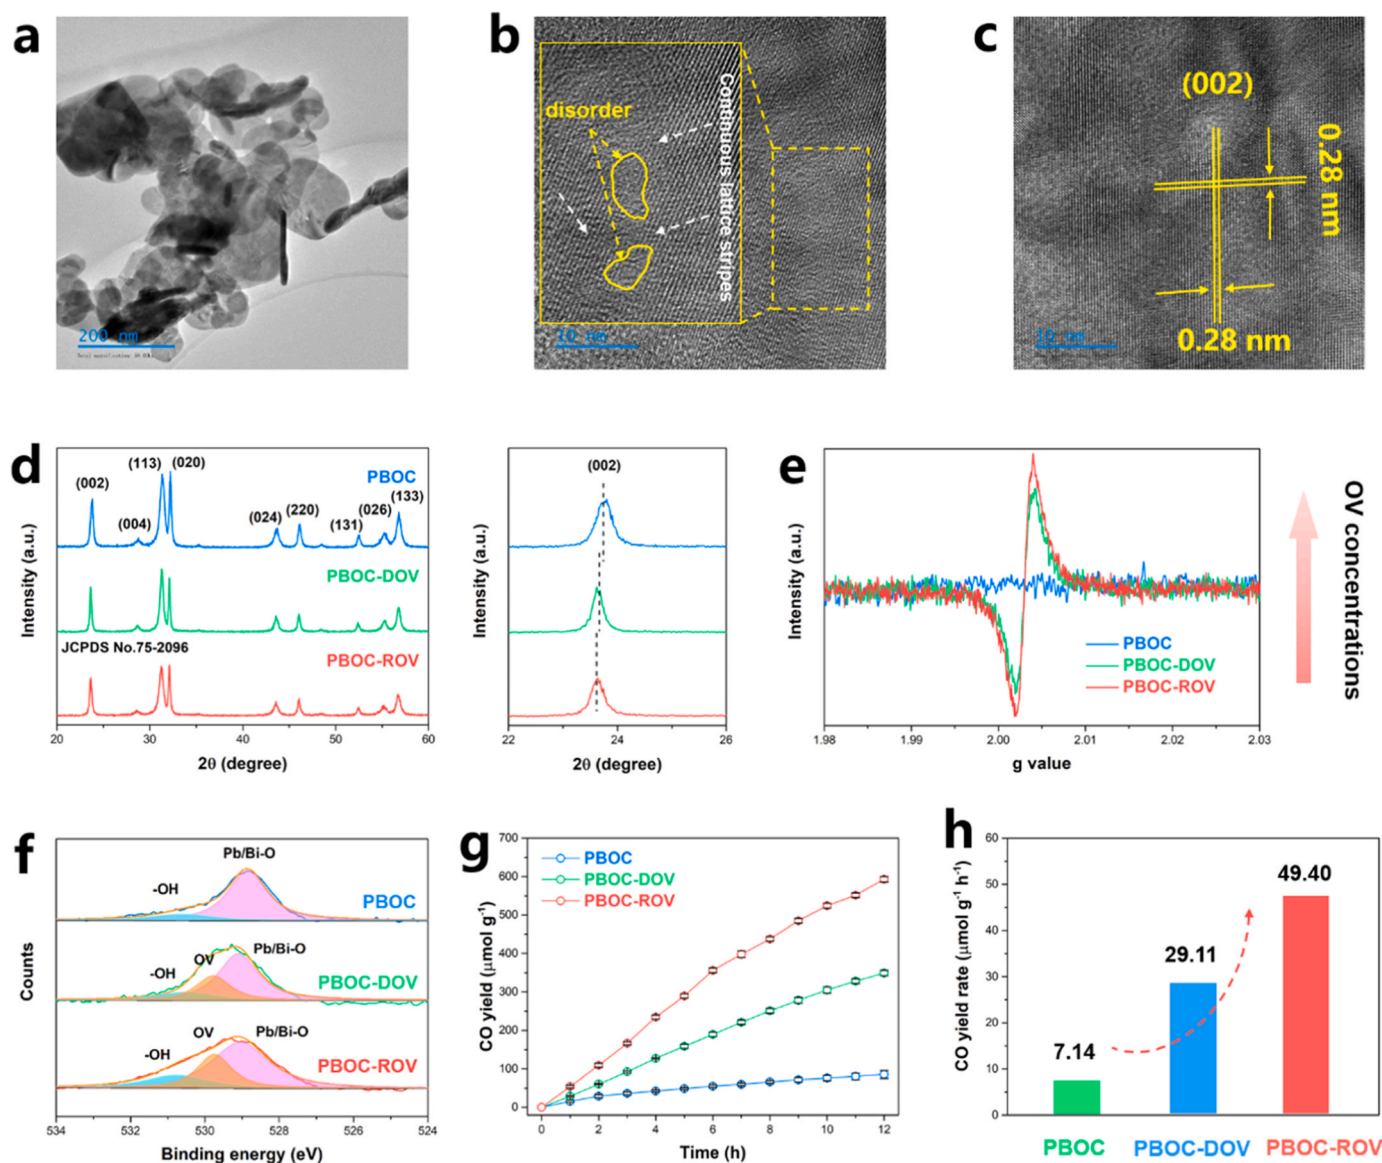 a
200 nm
b
disorder
Continuous lattice stripes
10 nm
c
(002)
0.28 nm
0.28 nm
10 nm
d
Intensity (a.u.)
(002)
(004)
(113)
(020)
(024)
(220)
(131)
(026)
(133)
PBOC
PBOC-DOV
JCPDS No.75-2096
PBOC-ROV
20 30 40 50 60
2θ (degree)
Intensity (a.u.)
(002)
22 24 26
2θ (degree)
e
Intensity (a.u.)
PBOC
PBOC-DOV
PBOC-ROV
1.98 1.99 2.00 2.01 2.02 2.03
g value
OV concentrations
f
Counts
-OH
Pb/Bi-O
PBOC
-OH
OV
Pb/Bi-O
PBOC-DOV
-OH
OV
Pb/Bi-O
PBOC-ROV
534 532 530 528 526 524
Binding energy (eV)
g
CO yield (μmol g⁻¹)
700
600
500
400
300
200
100
0
PBOC
PBOC-DOV
PBOC-ROV
0 2 4 6 8 10 12
Time (h)
h
CO yield rate (μmol g⁻¹ h⁻¹)
60
50
40
30
20
10
0
7.14
29.11
49.40
PBOC PBOC-DOV PBOC-ROV